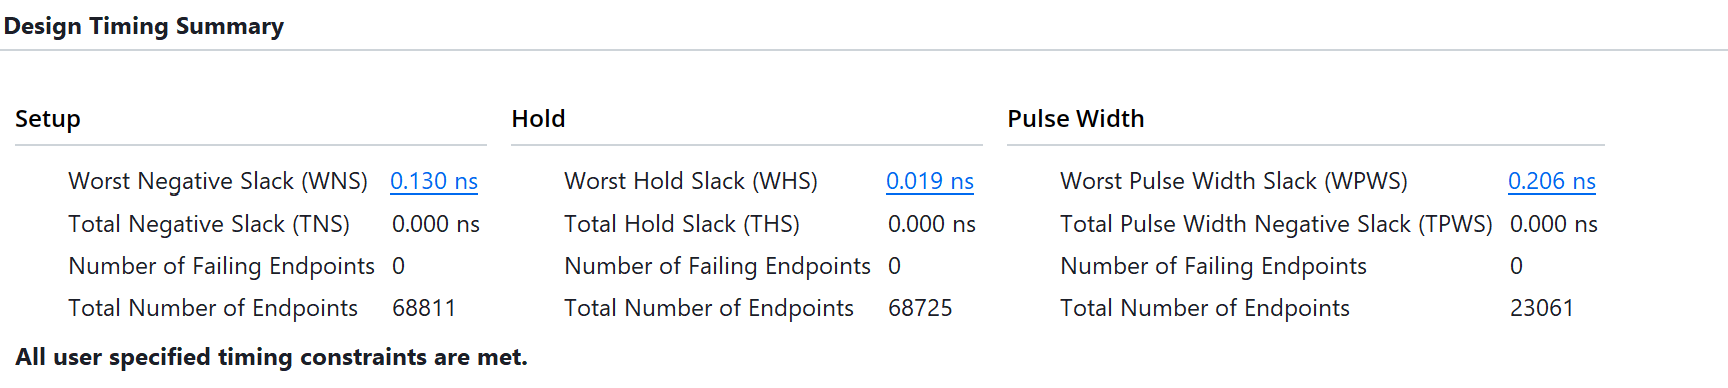 Design Timing Summary
Setup
Worst Negative Slack (WNS) 0.130 ns
Total Negative Slack (TNS) 0.000 ns
Number of Failing Endpoints 0
Total Number of Endpoints 68811
Hold
Worst Hold Slack (WHS) 0.019 ns
Total Hold Slack (THS) 0.000 ns
Number of Failing Endpoints 0
Total Number of Endpoints 68725
Pulse Width
Worst Pulse Width Slack (WPWS) 0.206 ns
Total Pulse Width Negative Slack (TPWS) 0.000 ns
Number of Failing Endpoints 0
Total Number of Endpoints 23061
All user specified timing constraints are met.